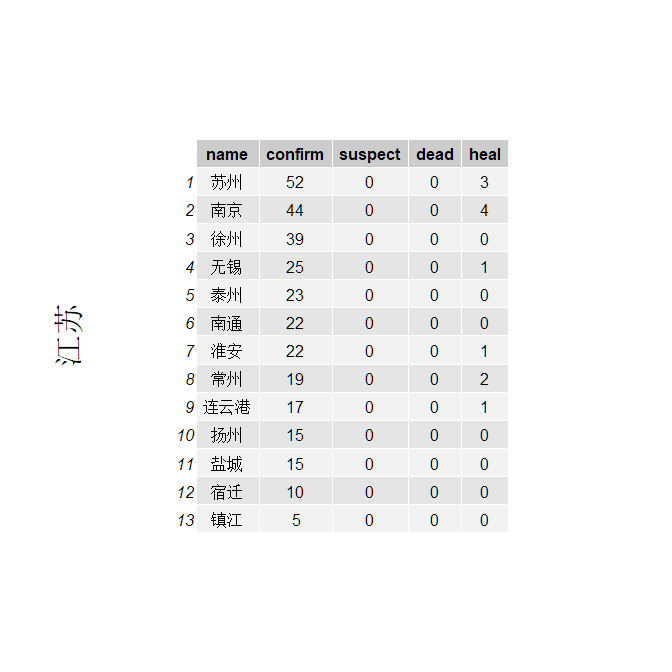 江苏
name confirm suspect dead heal
1 苏州 52 0 0 3
2 南京 44 0 0 4
3 徐州 39 0 0 0
4 无锡 25 0 0 1
5 泰州 23 0 0 0
6 南通 22 0 0 0
7 淮安 22 0 0 1
8 常州 19 0 0 2
9 连云港 17 0 0 1
10 扬州 15 0 0 0
11 盐城 15 0 0 0
12 宿迁 10 0 0 0
13 镇江 5 0 0 0